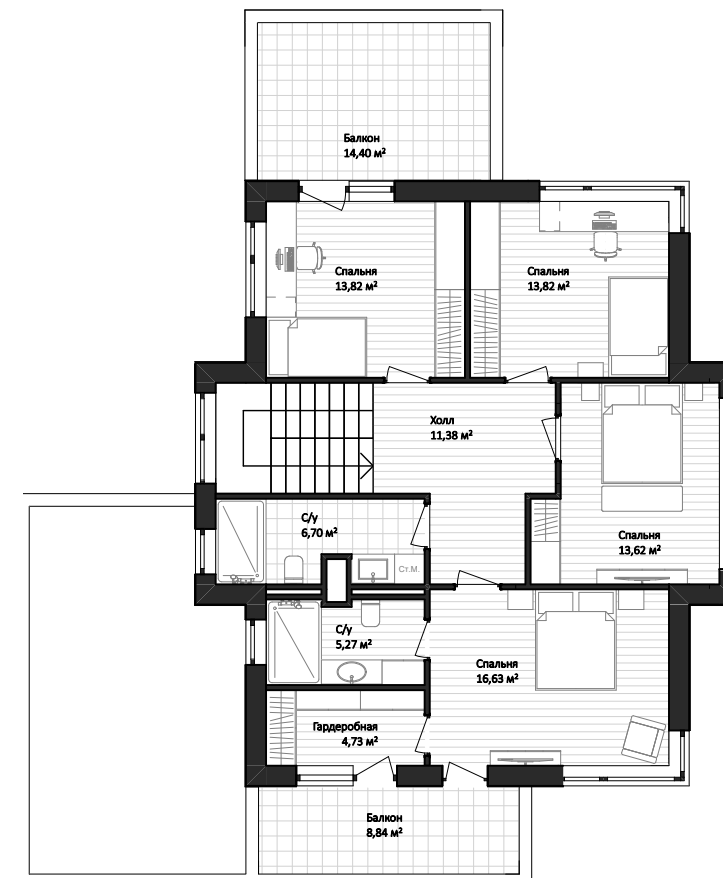 Балкон
14,40 м²
Спальня
13,82 м²
Спальня
13,82 м²
Холл
11,38 м²
С/у
6,70 м²
Ст.М.
Спальня
13,62 м²
С/у
5,27 м²
Спальня
16,63 м²
Гардеробная
4,73 м²
Балкон
8,84 м²